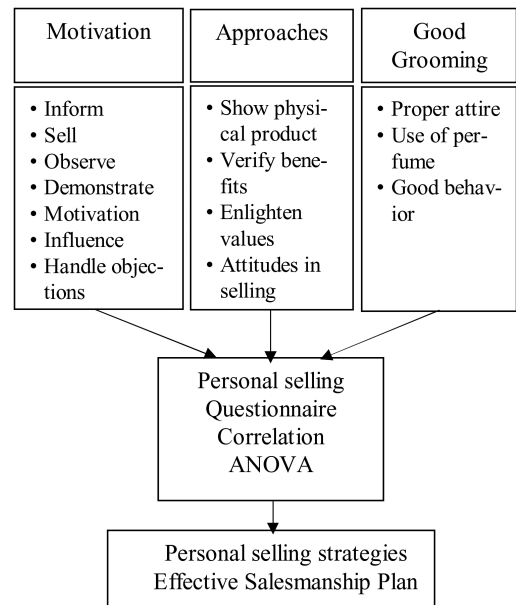 Motivation
• Inform
• Sell
• Observe
• Demonstrate
• Motivation
• Influence
• Handle objec-
tions
Approaches
• Show physi-
cal product
• Verify bene-
fits
• Enlighten
values
• Attitudes in
selling
Good
Grooming
• Proper attire
• Use of per-
fume
• Good behav-
ior
Personal selling
Questionnaire
Correlation
ANOVA
Personal selling strategies
Effective Salesmanship Plan